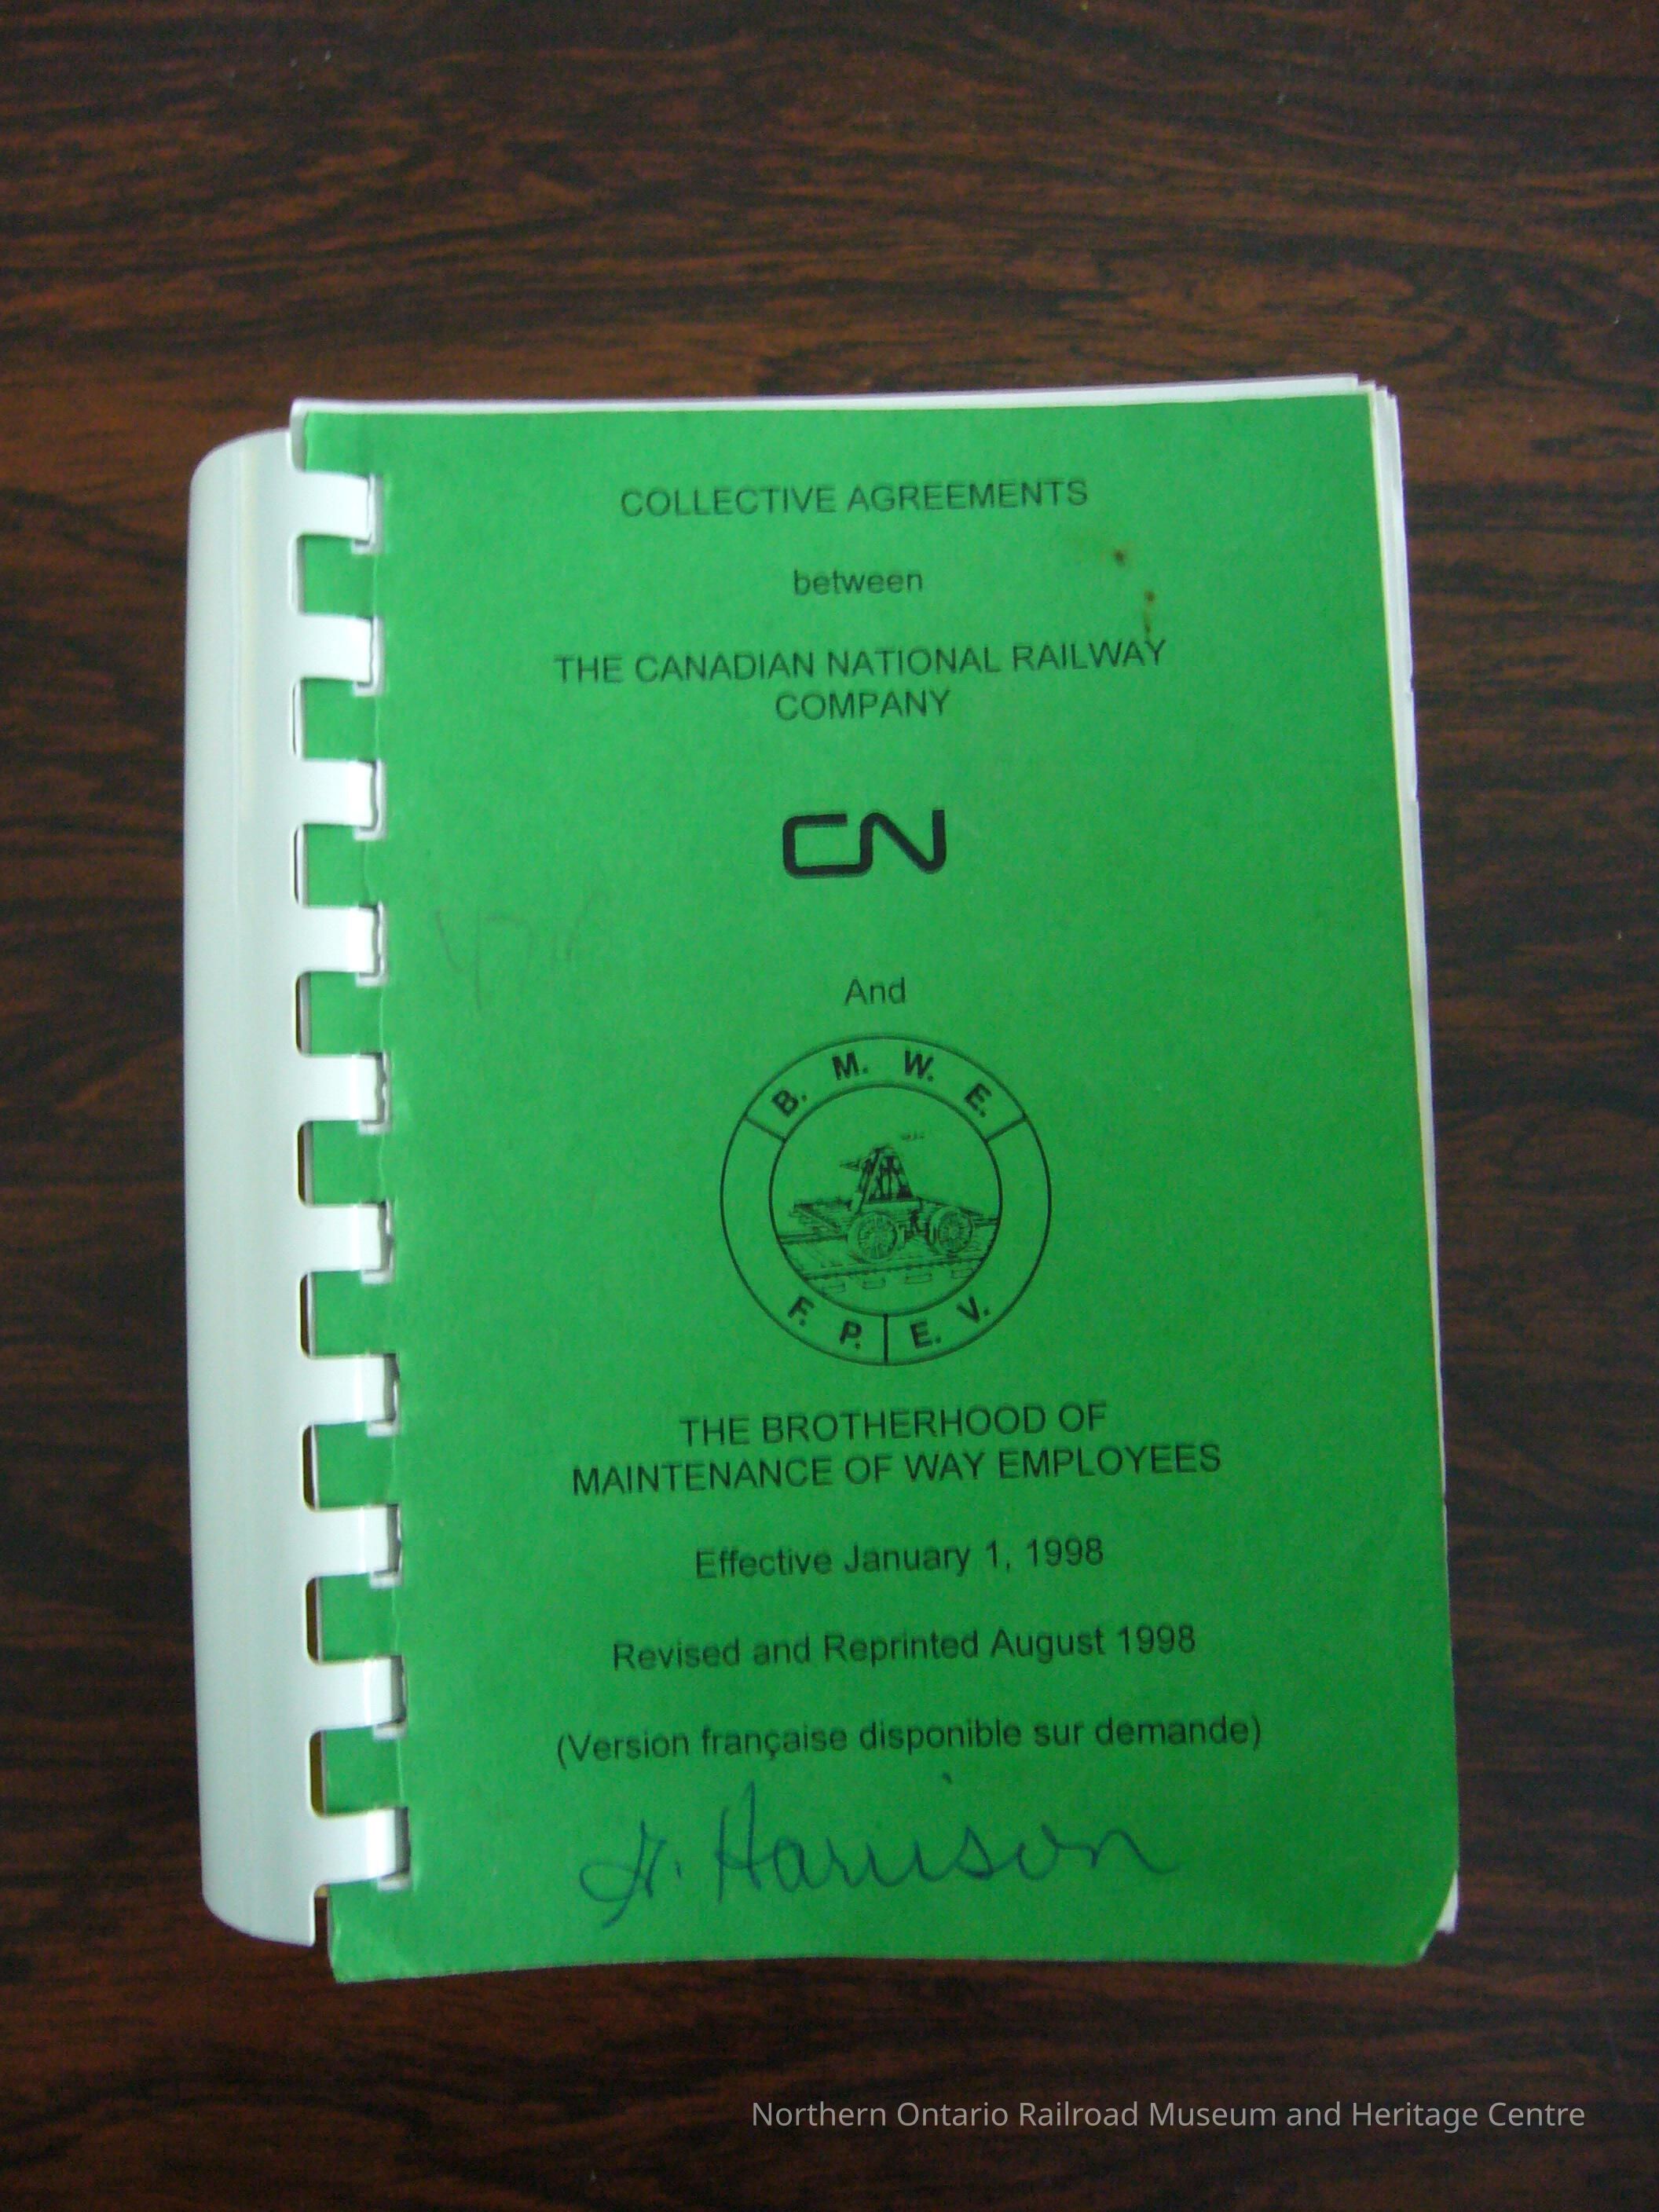 COLLECTIVE AGREEMENTS
between
THE CANADIAN NATIONAL RAILWAY
COMPANY
CN
And
B. M. W. E.
F. P. E. V.
THE BROTHERHOOD OF
MAINTENANCE OF WAY EMPLOYEES
Effective January 1, 1998
Revised and Reprinted August 1998
(Version française disponible sur demande)
Harrison
Northern Ontario Railroad Museum and Heritage Centre